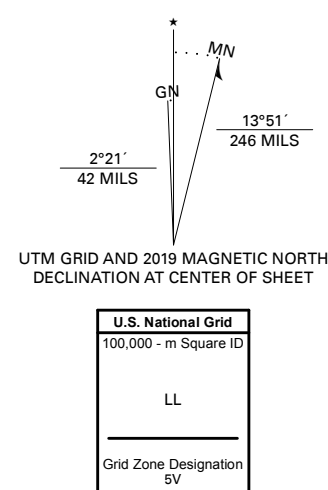 ★
MN
GN
13°51´
246 MILS
2°21´
42 MILS
UTM GRID AND 2019 MAGNETIC NORTH
DECLINATION AT CENTER OF SHEET
U.S. National Grid
100,000 - m Square ID
LL
Grid Zone Designation
5V